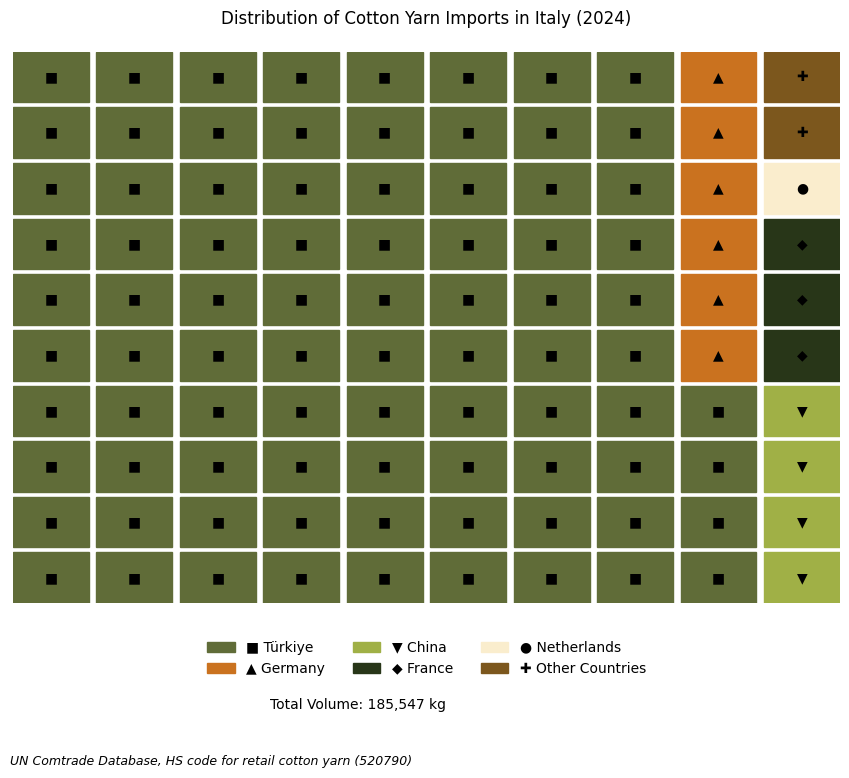 Distribution of Cotton Yarn Imports in Italy (2024)
■ Türkiye ▼ China ● Netherlands
▲ Germany ◆ France ✚ Other Countries
Total Volume: 185,547 kg
UN Comtrade Database, HS code for retail cotton yarn (520790)